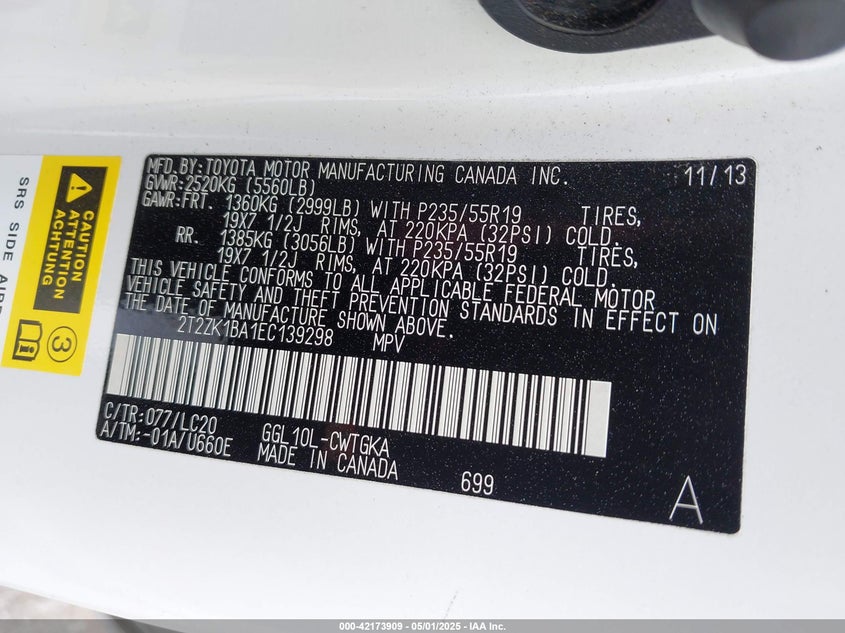 MFD.BY:TOYOTA MOTOR MANUFACTURING CANADA INC. 11/13
GVWR:2520KG (5560LB)
GAWR:FRT. 1360KG (2999LB) WITH P235/55R19 TIRES,
19X7 1/2J RIMS, AT 220KPA (32PSI) COLD.
RR. 1385KG (3056LB) WITH P235/55R19 TIRES,
19X7 1/2J RIMS, AT 220KPA (32PSI) COLD.
THIS VEHICLE CONFORMS TO ALL APPLICABLE FEDERAL MOTOR
VEHICLE SAFETY AND THEFT PREVENTION STANDARDS IN EFFECT ON
THE DATE OF MANUFACTURE SHOWN ABOVE.
2T2ZK1BA1EC139298 MPV
C/TR:077/LC20 GGL10L-CWTGKA
A/TM:-01A/U660E MADE IN CANADA
699
A
CAUTION
ATTENTION
CAUTION
3
SRS SIDE
000-42173909 - 05/01/2025 - IAA Inc.